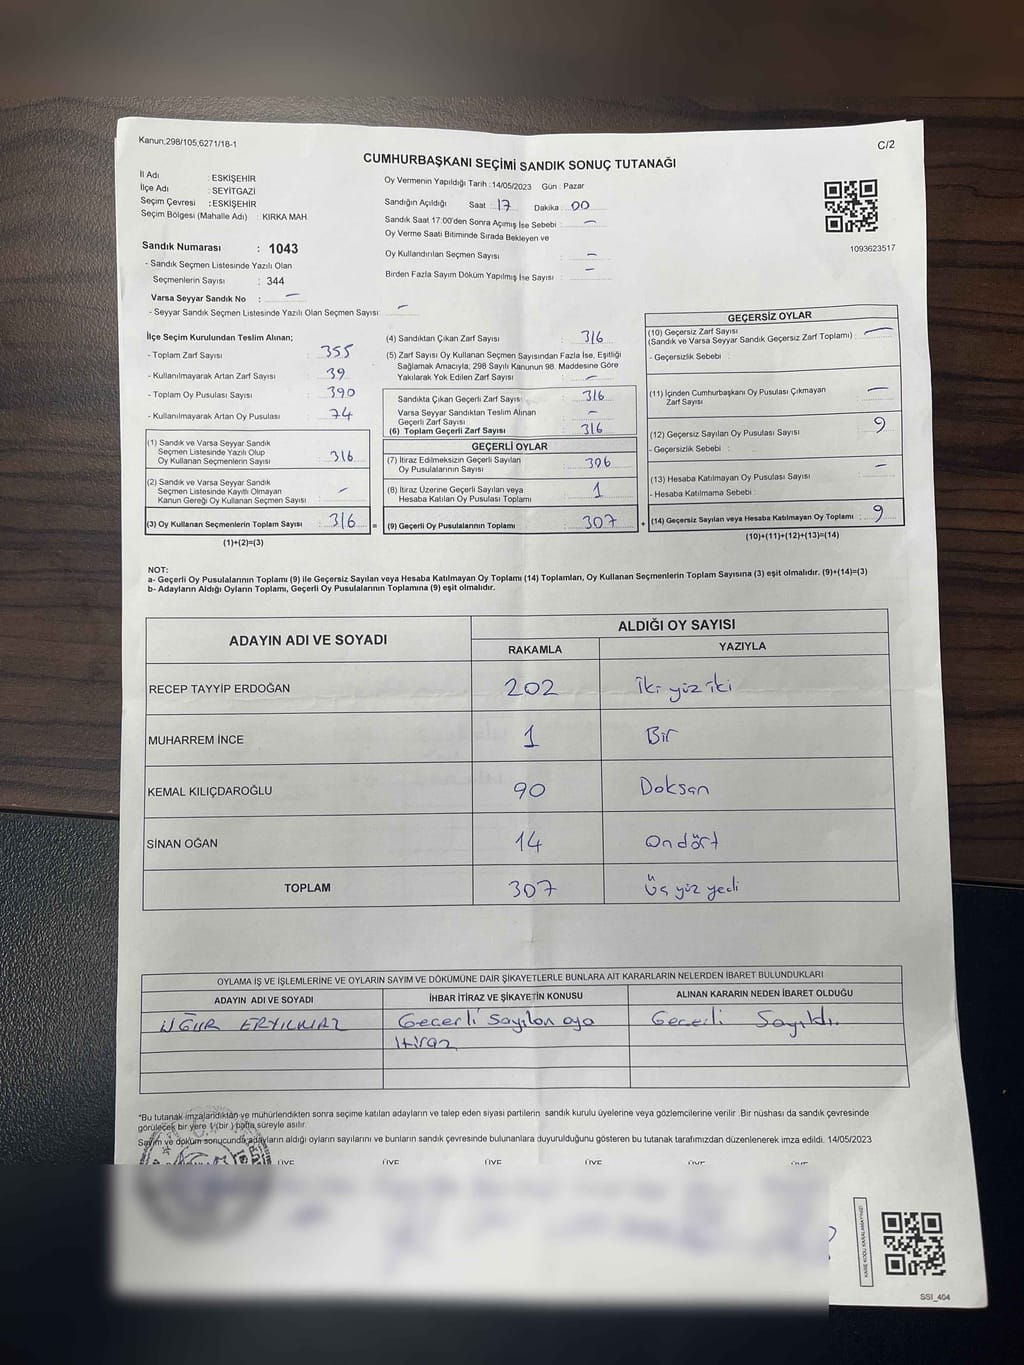 Kanun;298/105,6271/18-1
C/2
CUMHURBAŞKANI SEÇİMİ SANDIK SONUÇ TUTANAĞI
İl Adı : ESKİŞEHİR
İlçe Adı : SEYİTGAZİ
Seçim Çevresi : ESKİŞEHİR
Seçim Bölgesi (Mahalle Adı) : KIRKA MAH
Sandık Numarası : 1043
- Sandık Seçmen Listesinde Yazılı Olan
Seçmenlerin Sayısı : 344
Varsa Seyyar Sandık No : —
- Seyyar Sandık Seçmen Listesinde Yazılı Olan Seçmen Sayısı: —
Oy Vermenin Yapıldığı Tarih :14/05/2023 Gün : Pazar
Sandığın Açıldığı Saat 17 Dakika 00
Sandık Saat 17.00'den Sonra Açımış İse Sebebi : —
Oy Verme Saati Bitiminde Sırada Bekleyen ve
Oy Kullandırılan Seçmen Sayısı : —
Birden Fazla Sayım Döküm Yapılmış İse Sayısı : —
1093623517
İlçe Seçim Kurulundan Teslim Alınan;
- Toplam Zarf Sayısı : 355
- Kullanılmayarak Artan Zarf Sayısı : 39
- Toplam Oy Pusulası Sayısı : 390
- Kullanılmayarak Artan Oy Pusulası : 74
(1) Sandık ve Varsa Seyyar Sandık
Seçmen Listesinde Yazılı Olup
Oy Kullanan Seçmenlerin Sayısı : 316
(2) Sandık ve Varsa Seyyar Sandık
Seçmen Listesinde Kayıtlı Olmayan
Kanun Gereği Oy Kullanan Seçmen Sayısı : —
(3) Oy Kullanan Seçmenlerin Toplam Sayısı : 316 =
(1)+(2)=(3)
(4) Sandıktan Çıkan Zarf Sayısı : 316
(5) Zarf Sayısı Oy Kullanan Seçmen Sayısından Fazla İse, Eşitliği
Sağlamak Amacıyla; 298 Sayılı Kanunun 98. Maddesine Göre
Yakılarak Yok Edilen Zarf Sayısı : —
Sandıkta Çıkan Geçerli Zarf Sayısı : 316
Varsa Seyyar Sandıktan Teslim Alınan
Geçerli Zarf Sayısı : —
(6) Toplam Geçerli Zarf Sayısı : 316
GEÇERLİ OYLAR
(7) İtiraz Edilmeksizin Geçerli Sayılan
Oy Pusulalarının Sayısı : 306
(8) İtiraz Üzerine Geçerli Sayılan veya
Hesaba Katılan Oy Pusulası Toplamı : 1
(9) Geçerli Oy Pusulalarının Toplamı : 307 +
GEÇERSİZ OYLAR
(10) Geçersiz Zarf Sayısı
(Sandık ve Varsa Seyyar Sandık Geçersiz Zarf Toplamı) : —
- Geçersizlik Sebebi :
(11) İçinden Cumhurbaşkanı Oy Pusulası Çıkmayan
Zarf Sayısı : —
(12) Geçersiz Sayılan Oy Pusulası Sayısı : 9
- Geçersizlik Sebebi :
(13) Hesaba Katılmayan Oy Pusulası Sayısı : —
- Hesaba Katılmama Sebebi :
(14) Geçersiz Sayılan veya Hesaba Katılmayan Oy Toplamı : 9
(10)+(11)+(12)+(13)=(14)
NOT:
a- Geçerli Oy Pusulalarının Toplamı (9) ile Geçersiz Sayılan veya Hesaba Katılmayan Oy Toplamı (14) Toplamları, Oy Kullanan Seçmenlerin Toplam Sayısına (3) eşit olmalıdır. (9)+(14)=(3)
b- Adayların Aldığı Oyların Toplamı, Geçerli Oy Pusulalarının Toplamına (9) eşit olmalıdır.
ADAYIN ADI VE SOYADI
ALDIĞI OY SAYISI
RAKAMLA YAZIYLA
RECEP TAYYİP ERDOĞAN 202 İki yüz iki
MUHARREM İNCE 1 Bir
KEMAL KILIÇDAROĞLU 90 Doksan
SİNAN OĞAN 14 ondört
TOPLAM 307 Üç yüz yedi
OYLAMA İŞ VE İŞLEMLERİNE VE OYLARIN SAYIM VE DÖKÜMÜNE DAİR ŞİKAYETLERLE BUNLARA AİT KARARLARIN NELERDEN İBARET BULUNDUKLARI
ADAYIN ADI VE SOYADI İHBAR İTİRAZ VE ŞİKAYETİN KONUSU ALINAN KARARIN NEDEN İBARET OLDUĞU
UĞUR ERYILMAZ Geçerli Sayılan oya Geçerli Sayıldı.
itiraz
*Bu tutanak imzalandıktan ve mühürlendikten sonra seçime katılan adayların ve talep eden siyasi partilerin sandık kurulu üyelerine veya gözlemcilerine verilir .Bir nüshası da sandık çevresinde
görülecek bir yere 1 (bir ) hafta süreyle asılır.
Sayım ve döküm sonucunda adayların aldığı oyların sayılarını ve bunların sandık çevresinde bulunanlara duyurulduğunu gösteren bu tutanak tarafımızdan düzenlenerek imza edildi. 14/05/2023
ÜYE ÜYE ÜYE ÜYE ÜYE ÜYE
KARE KODU KARALAMAYINIZ!
SSI_404